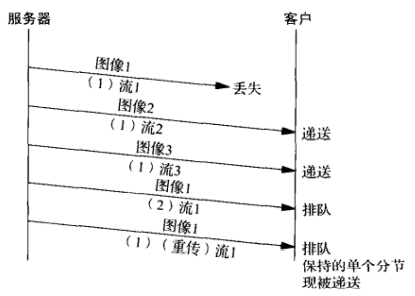 服务器
客户
图像1
(1)流1
丢失
图像2
(1)流2
递送
图像3
(1)流3
递送
图像1
(2)流1
排队
图像1
(1)(重传)流1
排队
保持的单个分节
现被递送